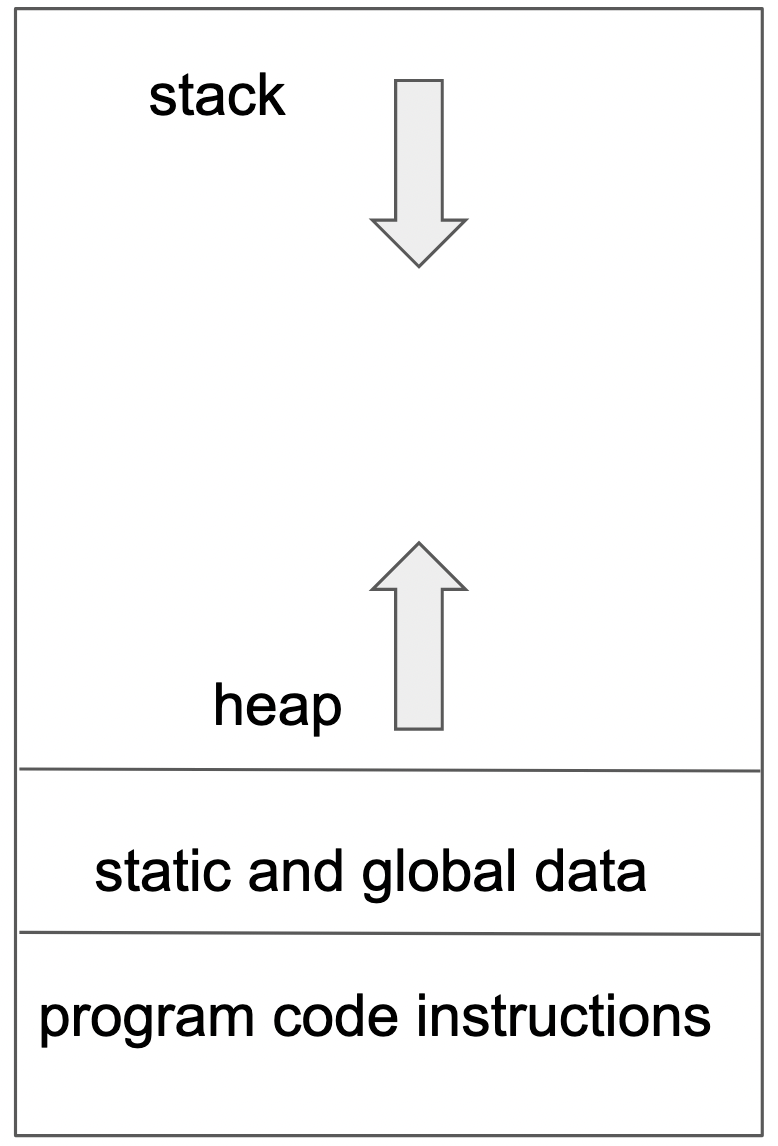 stack
heap
static and global data
program code instructions